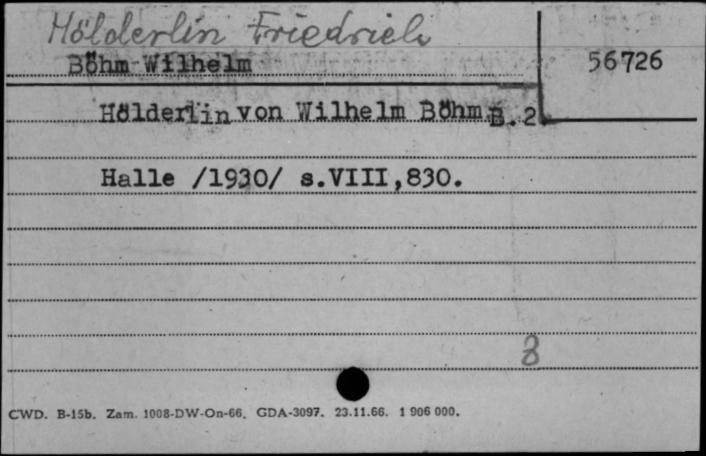 Hölderlin Friedrich
Böhm Wilhelm
56726
Hölderlin von Wilhelm Böhm B. 2
Halle /1930/ s.VIII,830.
8
CWD. B-15b. Zam. 1008-DW-On-66. GDA-3097. 23.11.66. 1 906 000.